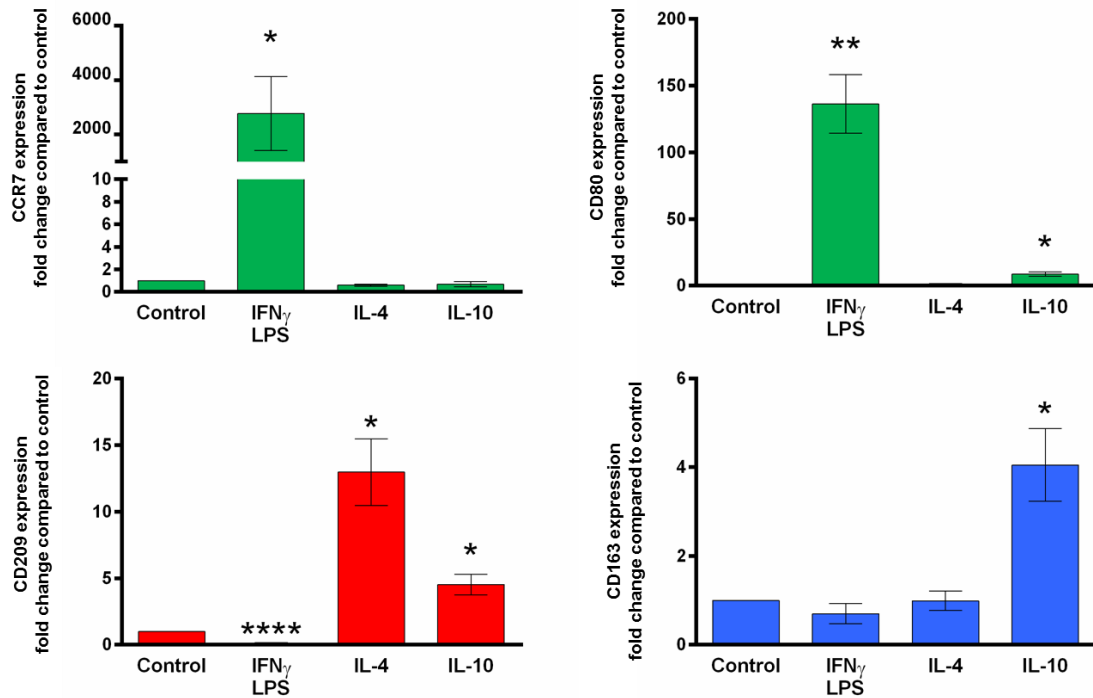 CCR7 expression
fold change compared to control
6000
4000
2000
10
8
6
4
2
0
*
Control
IFNγ
LPS
IL-4
IL-10
CD80 expression
fold change compared to control
200
150
100
50
0
**
*
Control
IFNγ
LPS
IL-4
IL-10
CD209 expression
fold change compared to control
20
15
10
5
0
****
*
*
Control
IFNγ
LPS
IL-4
IL-10
CD163 expression
fold change compared to control
6
4
2
0
*
Control
IFNγ
LPS
IL-4
IL-10